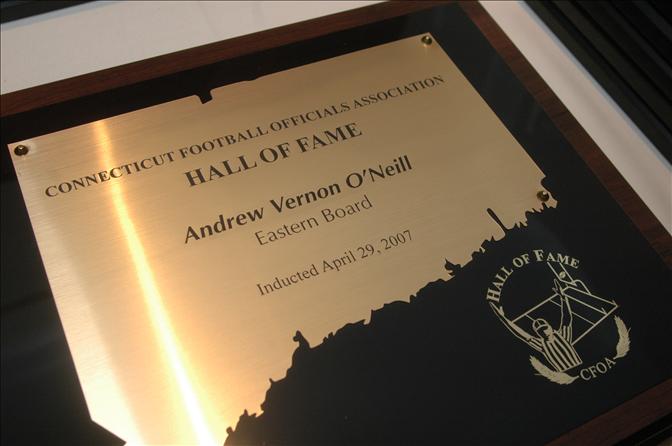 CONNECTICUT FOOTBALL OFFICIALS ASSOCIATION
HALL OF FAME
Andrew Vernon O'Neill
Eastern Board
Inducted April 29, 2007
HALL OF FAME
CFOA